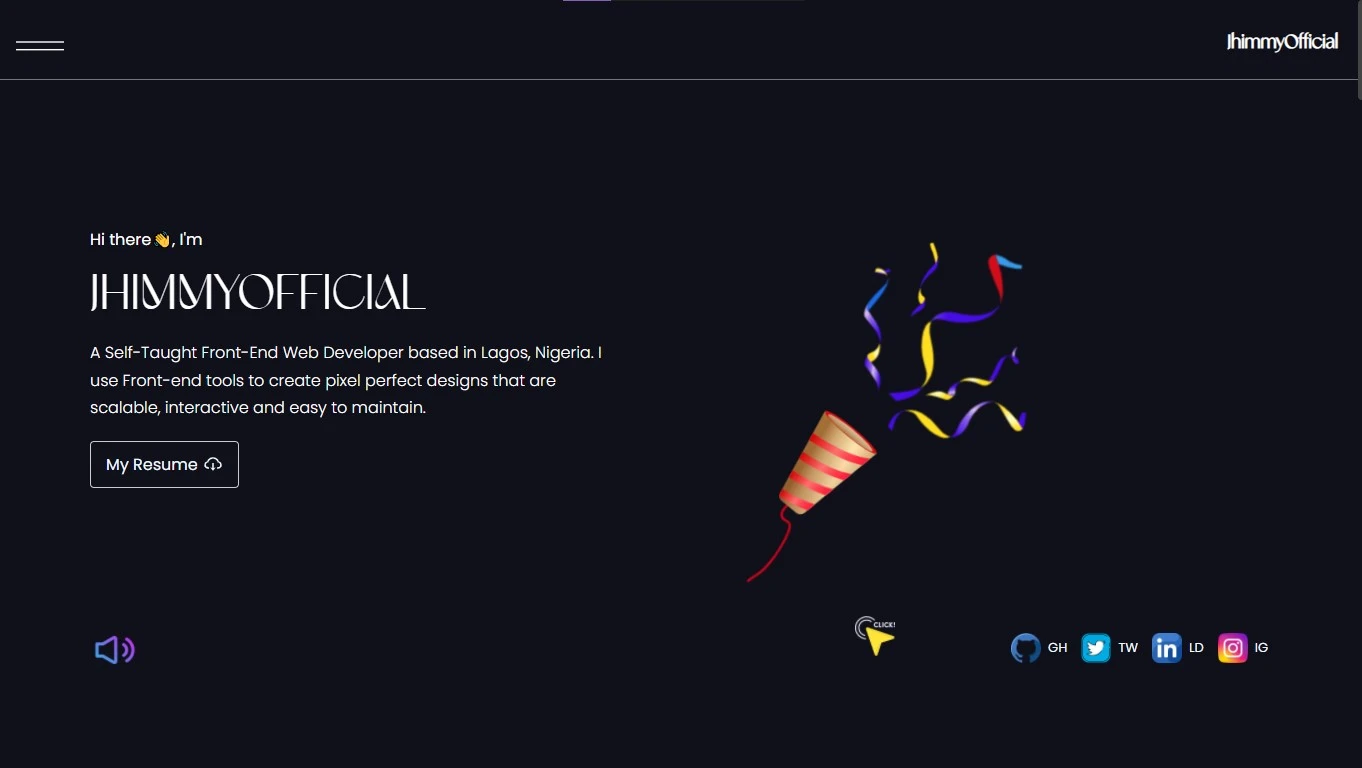 JhimmyOfficial
Hi there👋, I'm
JHIMMYOFFICIAL
A Self-Taught Front-End Web Developer based in Lagos, Nigeria. I
use Front-end tools to create pixel perfect designs that are
scalable, interactive and easy to maintain.
My Resume
CLICK!
GH TW LD IG